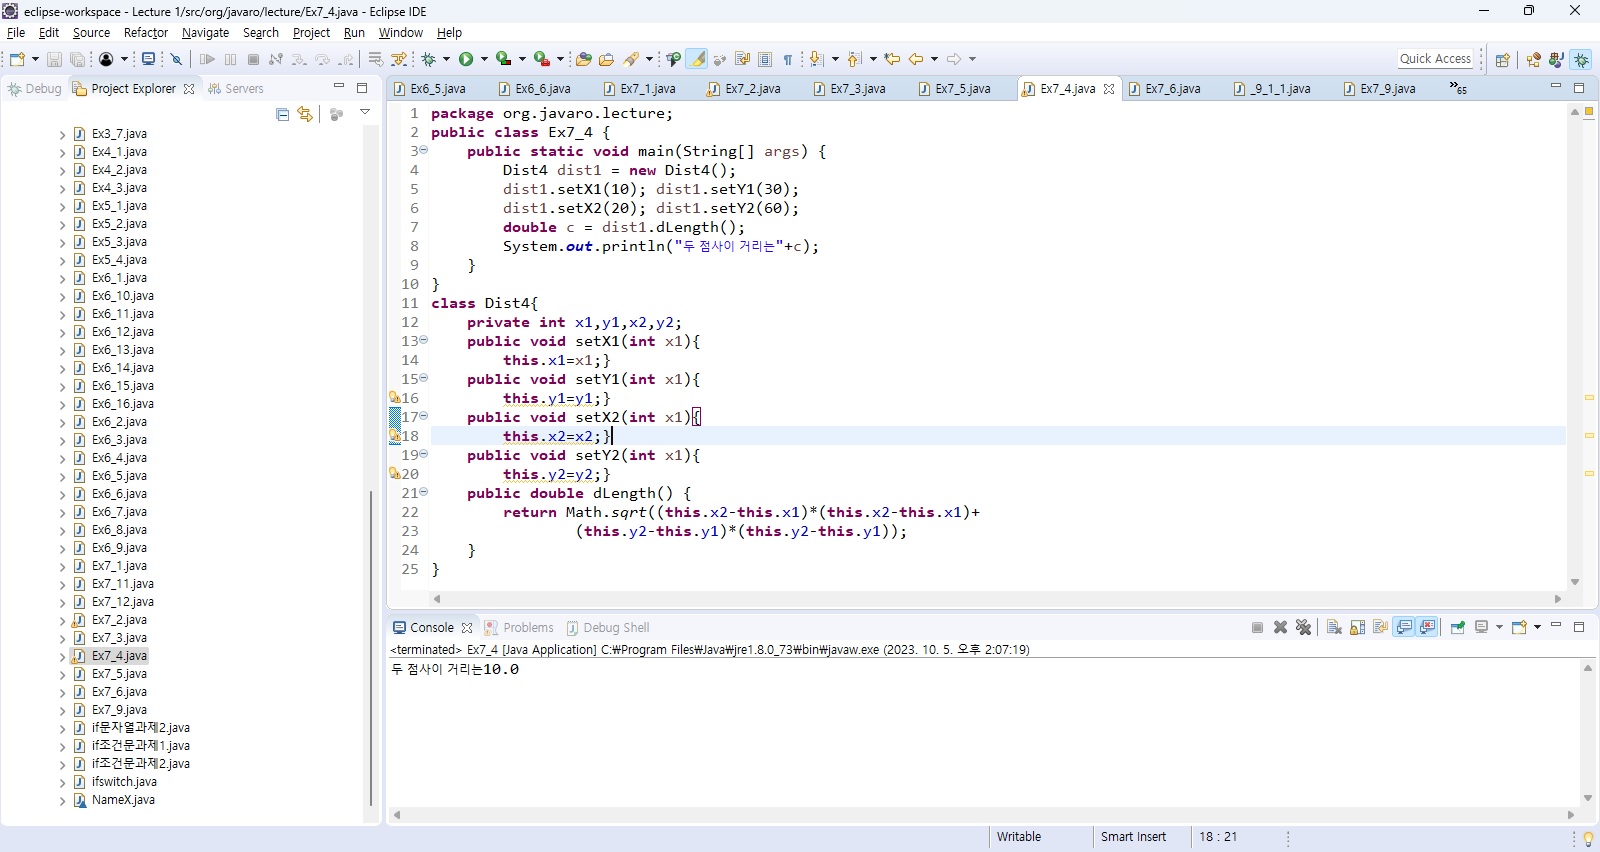 eclipse-workspace - Lecture 1/src/org/javaro/lecture/Ex7_4.java - Eclipse IDE
File Edit Source Refactor Navigate Search Project Run Window Help
Quick Access
Debug Project Explorer Servers
Ex3_7.java
Ex4_1.java
Ex4_2.java
Ex4_3.java
Ex5_1.java
Ex5_2.java
Ex5_3.java
Ex5_4.java
Ex6_1.java
Ex6_10.java
Ex6_11.java
Ex6_12.java
Ex6_13.java
Ex6_14.java
Ex6_15.java
Ex6_16.java
Ex6_2.java
Ex6_3.java
Ex6_4.java
Ex6_5.java
Ex6_6.java
Ex6_7.java
Ex6_8.java
Ex6_9.java
Ex7_1.java
Ex7_11.java
Ex7_12.java
Ex7_2.java
Ex7_3.java
Ex7_4.java
Ex7_5.java
Ex7_6.java
Ex7_9.java
if문자열과제2.java
if조건문과제1.java
if조건문과제2.java
ifswitch.java
NameX.java
Ex6_5.java Ex6_6.java Ex7_1.java Ex7_2.java Ex7_3.java Ex7_5.java Ex7_4.java Ex7_6.java _9_1_1.java Ex7_9.java »65
1 package org.javaro.lecture;
2 public class Ex7_4 {
3 public static void main(String[] args) {
4 Dist4 dist1 = new Dist4();
5 dist1.setX1(10); dist1.setY1(30);
6 dist1.setX2(20); dist1.setY2(60);
7 double c = dist1.dLength();
8 System.out.println("두 점사이 거리는"+c);
9 }
10 }
11 class Dist4{
12 private int x1,y1,x2,y2;
13 public void setX1(int x1){
14 this.x1=x1;}
15 public void setY1(int x1){
16 this.y1=y1;}
17 public void setX2(int x1){
18 this.x2=x2;}
19 public void setY2(int x1){
20 this.y2=y2;}
21 public double dLength() {
22 return Math.sqrt((this.x2-this.x1)*(this.x2-this.x1)+
23 (this.y2-this.y1)*(this.y2-this.y1));
24 }
25 }
Console Problems Debug Shell
<terminated> Ex7_4 [Java Application] C:₩Program Files₩Java₩jre1.8.0_73₩bin₩javaw.exe (2023. 10. 5. 오후 2:07:19)
두 점사이 거리는10.0
Writable Smart Insert 18 : 21